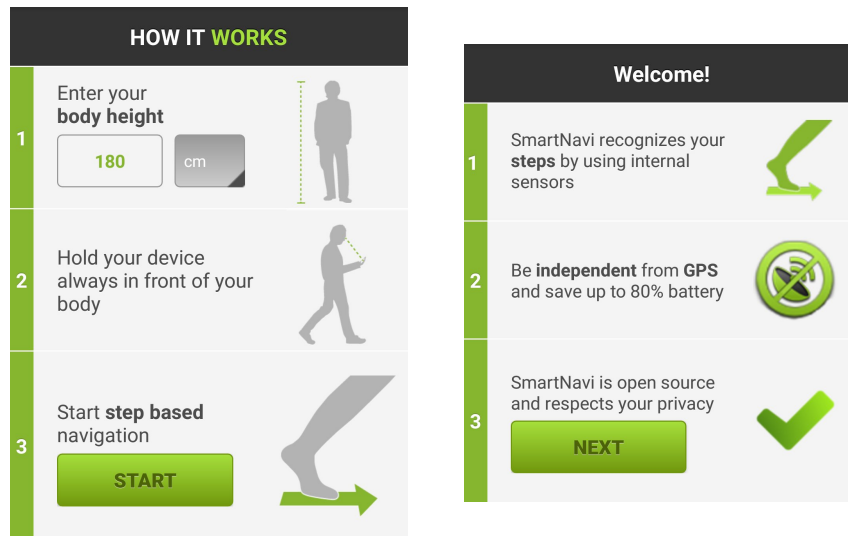 HOW IT WORKS
1
Enter your
body height
180
cm
2
Hold your device
always in front of your
body
3
Start step based
navigation
START
Welcome!
1
SmartNavi recognizes your
steps by using internal
sensors
2
Be independent from GPS
and save up to 80% battery
3
SmartNavi is open source
and respects your privacy
NEXT